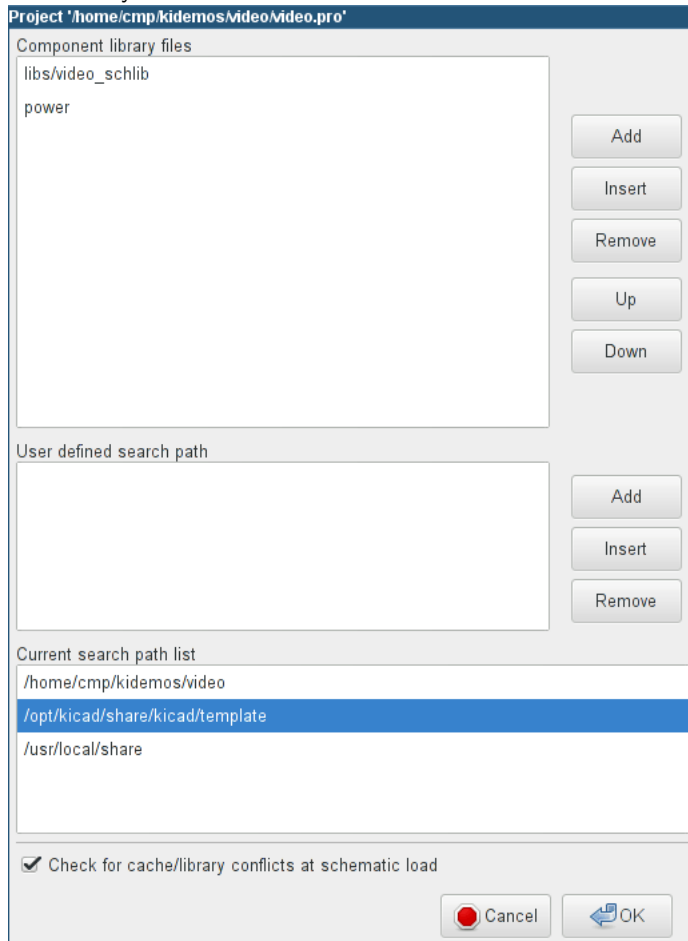 Project '/home/cmp/kidemos/video/video.pro'
Component library files
libs/video_schlib
power
Add
Insert
Remove
Up
Down
User defined search path
Add
Insert
Remove
Current search path list
/home/cmp/kidemos/video
/opt/kicad/share/kicad/template
/usr/local/share
Check for cache/library conflicts at schematic load
Cancel
OK